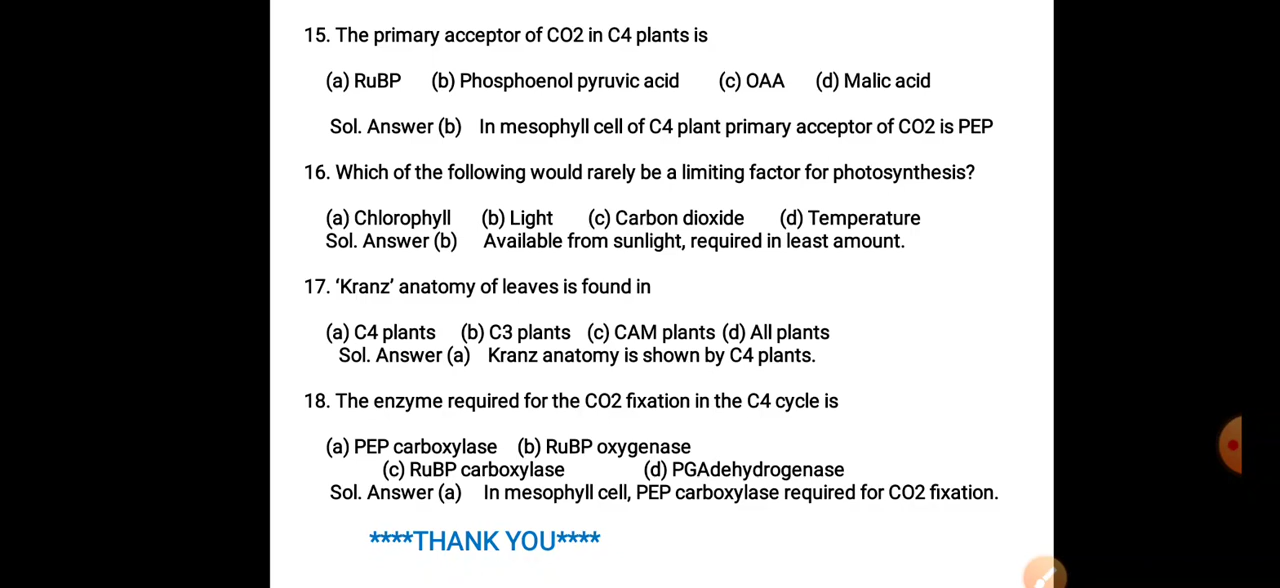 15. The primary acceptor of CO2 in C4 plants is
(a) RuBP (b) Phosphoenol pyruvic acid (c) OAA (d) Malic acid
Sol. Answer (b) In mesophyll cell of C4 plant primary acceptor of CO2 is PEP
16. Which of the following would rarely be a limiting factor for photosynthesis?
(a) Chlorophyll (b) Light (c) Carbon dioxide (d) Temperature
Sol. Answer (b) Available from sunlight, required in least amount.
17. ‘Kranz’ anatomy of leaves is found in
(a) C4 plants (b) C3 plants (c) CAM plants (d) All plants
Sol. Answer (a) Kranz anatomy is shown by C4 plants.
18. The enzyme required for the CO2 fixation in the C4 cycle is
(a) PEP carboxylase (b) RuBP oxygenase
(c) RuBP carboxylase (d) PGAdehydrogenase
Sol. Answer (a) In mesophyll cell, PEP carboxylase required for CO2 fixation.
****THANK YOU****